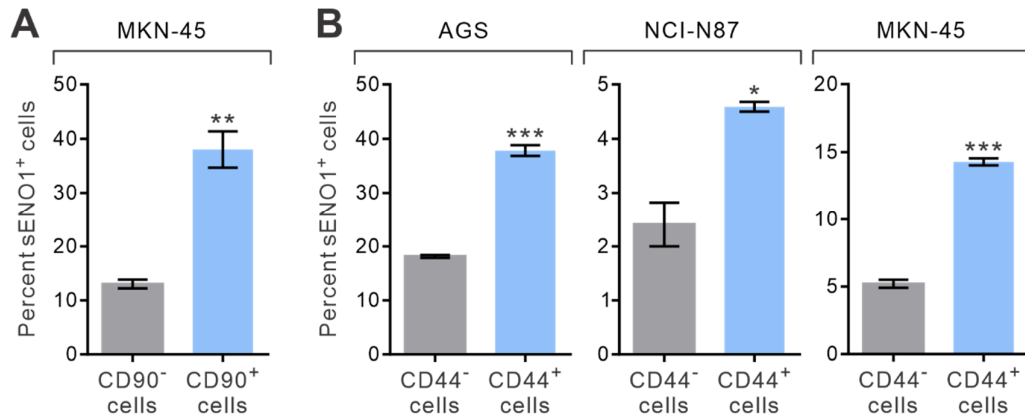 A
B
MKN-45
AGS
NCI-N87
MKN-45
Percent sENO1⁺ cells
50
40
30
20
10
0
**
CD90⁻ cells
CD90⁺ cells
Percent sENO1⁺ cells
50
40
30
20
10
0
***
CD44⁻ cells
CD44⁺ cells
5
4
3
2
1
0
*
CD44⁻ cells
CD44⁺ cells
20
15
10
5
0
***
CD44⁻ cells
CD44⁺ cells